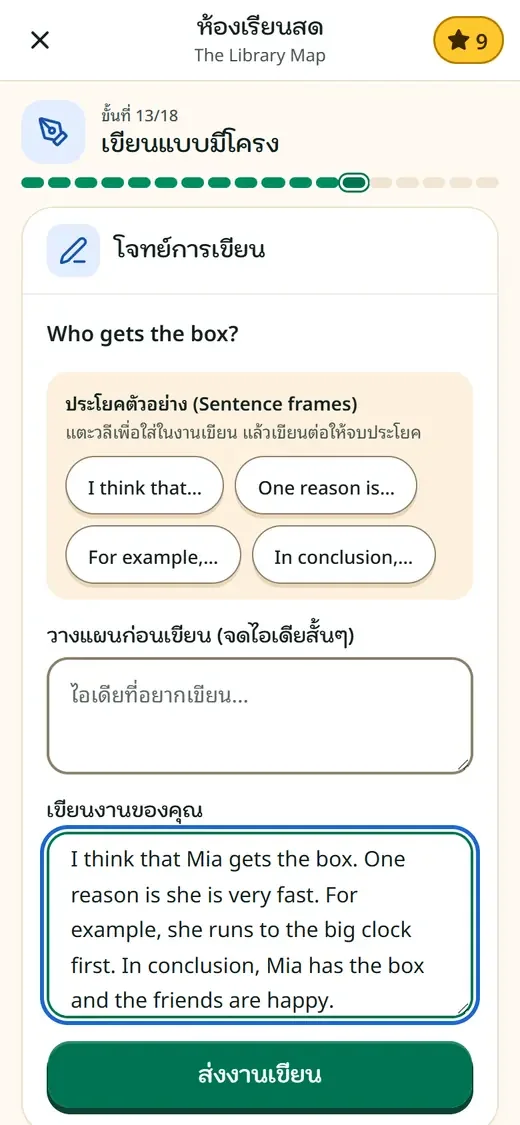 ห้องเรียนสด
The Library Map
9
ขั้นที่ 13/18
เขียนแบบมีโครง
โจทย์การเขียน
Who gets the box?
ประโยคตัวอย่าง (Sentence frames)
แตะวลีเพื่อใส่ในงานเขียน แล้วเขียนต่อให้จบประโยค
I think that...
One reason is...
For example,...
In conclusion,...
วางแผนก่อนเขียน (จดไอเดียสั้นๆ)
ไอเดียที่อยากเขียน...
เขียนงานของคุณ
I think that Mia gets the box. One
reason is she is very fast. For
example, she runs to the big clock
first. In conclusion, Mia has the box
and the friends are happy.
ส่งงานเขียน